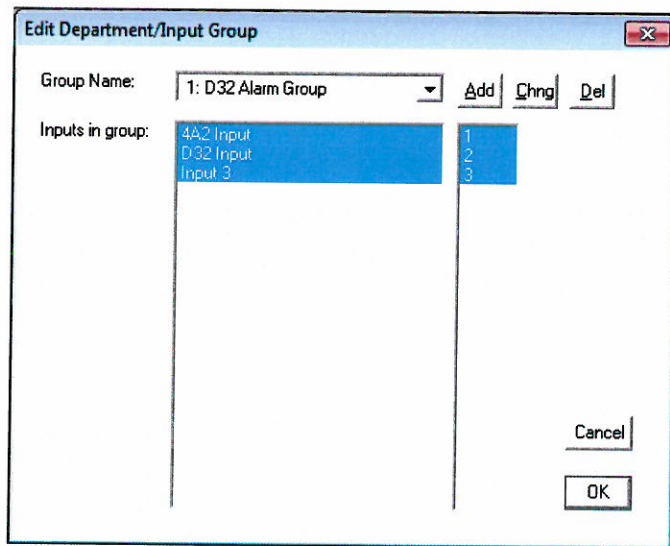 Edit Department/Input Group
Group Name: 1: D32 Alarm Group Add Chng Del
Inputs in group: 4A2 Input 1
D32 Input 2
Input 3 3
Cancel
OK